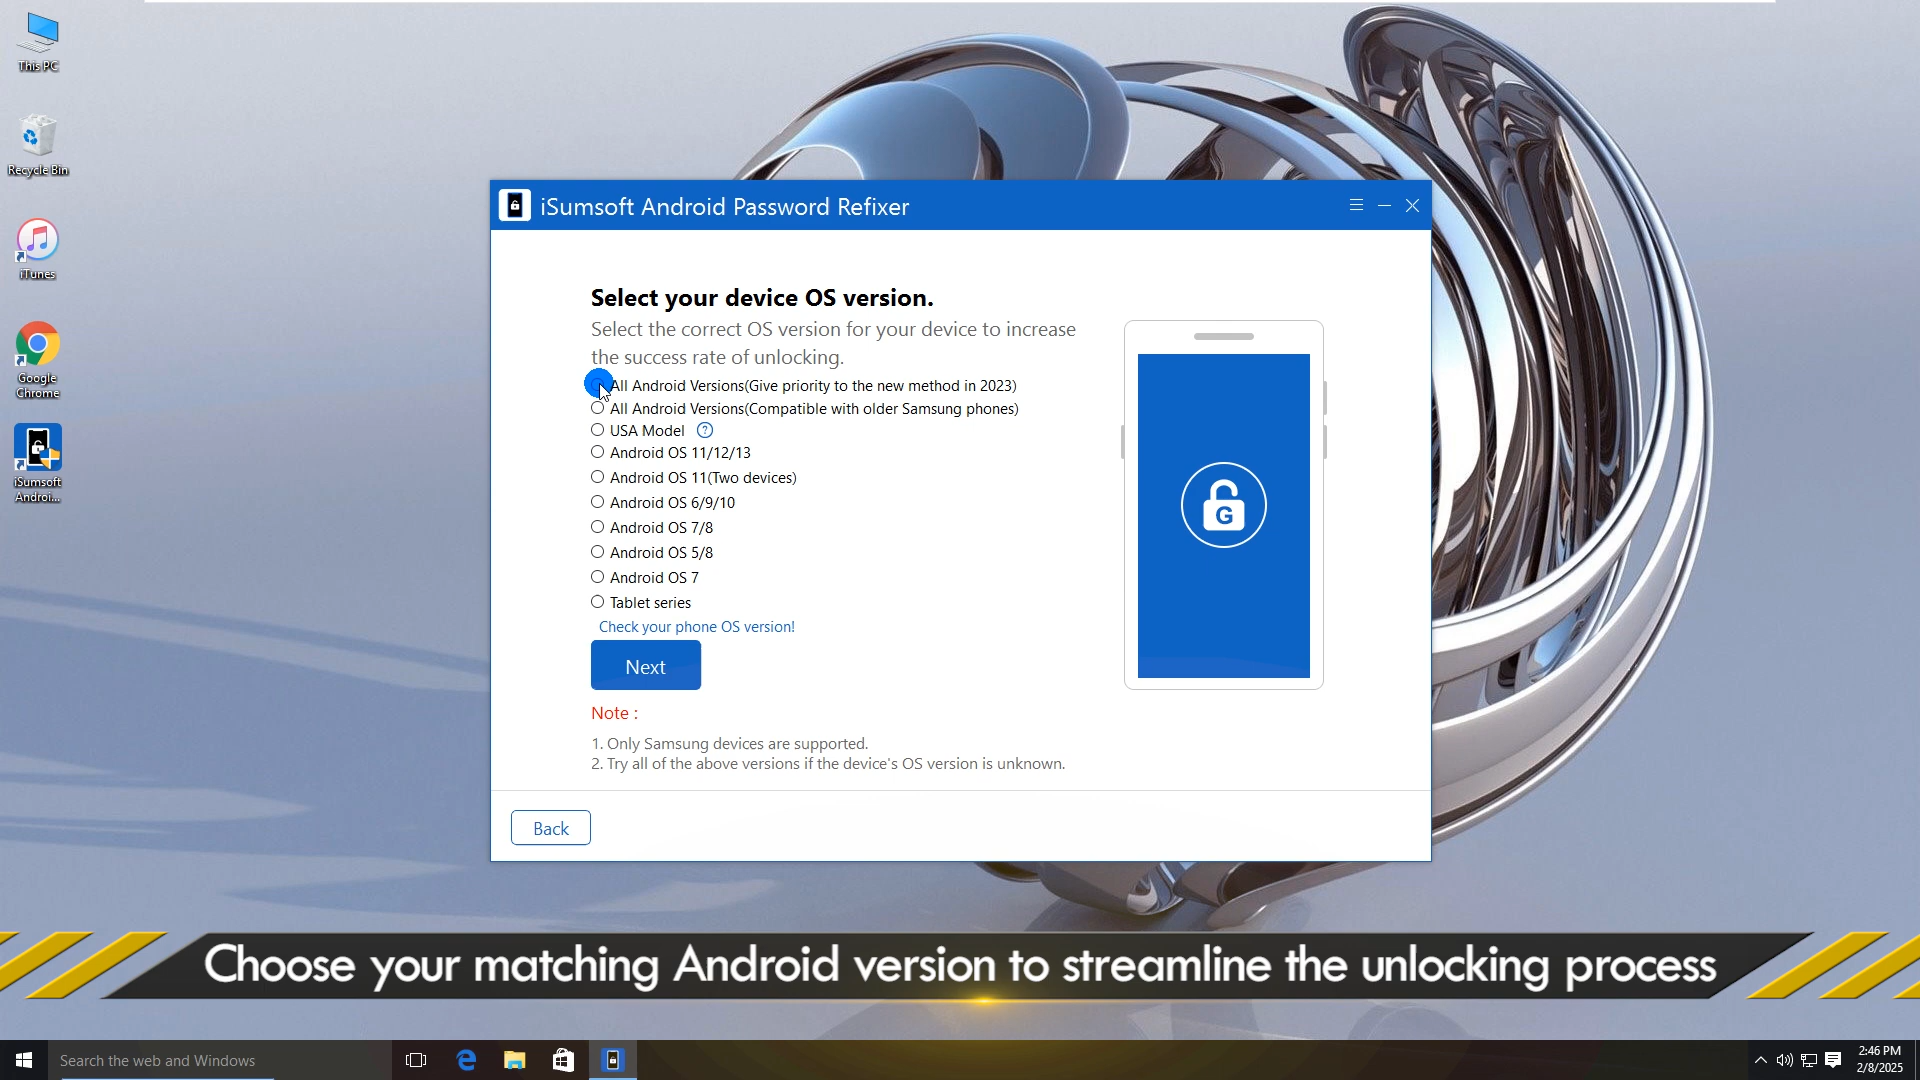 This PC
Recycle Bin
iTunes
Google
Chrome
iSumsoft
Androi...
iSumsoft Android Password Refixer
Select your device OS version.
Select the correct OS version for your device to increase
the success rate of unlocking.
All Android Versions(Give priority to the new method in 2023)
All Android Versions(Compatible with older Samsung phones)
USA Model ?
Android OS 11/12/13
Android OS 11(Two devices)
Android OS 6/9/10
Android OS 7/8
Android OS 5/8
Android OS 7
Tablet series
Check your phone OS version!
Next
G
Note :
1. Only Samsung devices are supported.
2. Try all of the above versions if the device's OS version is unknown.
Back
Choose your matching Android version to streamline the unlocking process
Search the web and Windows
2:46 PM
2/8/2025